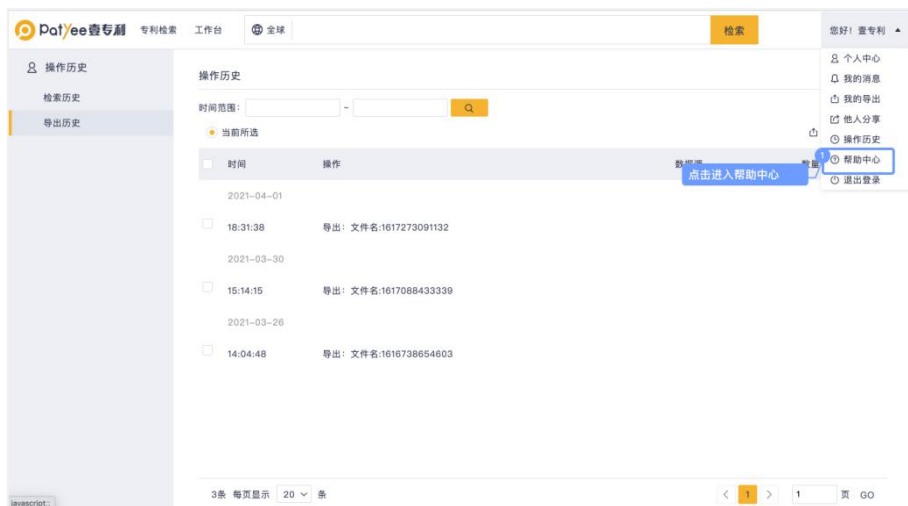 PatYee壹专利 专利检索 工作台 全球 检索 您好！壹专利
操作历史
检索历史
导出历史
操作历史
时间范围： ~
当前所选
时间 操作 数据源 数量
2021-04-01
18:31:38 导出：文件名:1617273091132
2021-03-30
15:14:15 导出：文件名:1617088433339
2021-03-26
14:04:48 导出：文件名:1616738654603
个人中心
我的消息
我的导出
他人分享
操作历史
1 帮助中心
点击进入帮助中心
退出登录
3条 每页显示 20 条 < 1 > 1 页 GO
javascript:;